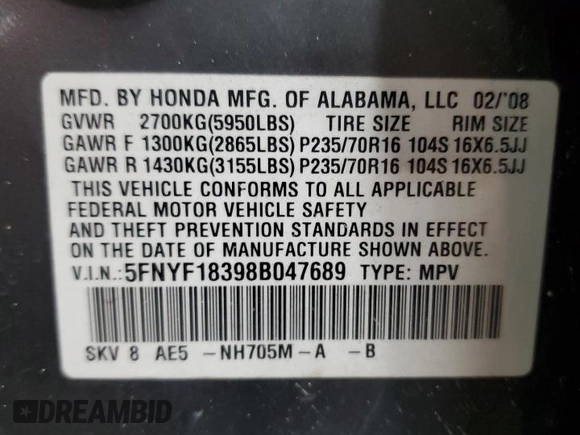 MFD. BY HONDA MFG. OF ALABAMA, LLC 02/'08
GVWR 2700KG(5950LBS) TIRE SIZE RIM SIZE
GAWR F 1300KG(2865LBS) P235/70R16 104S 16X6.5JJ
GAWR R 1430KG(3155LBS) P235/70R16 104S 16X6.5JJ
THIS VEHICLE CONFORMS TO ALL APPLICABLE
FEDERAL MOTOR VEHICLE SAFETY
AND THEFT PREVENTION STANDARDS IN EFFECT
ON THE DATE OF MANUFACTURE SHOWN ABOVE.
V.I.N.: 5FNYF18398B047689 TYPE: MPV
SKV 8 AE5 -NH705M-A -B
DREAMBID